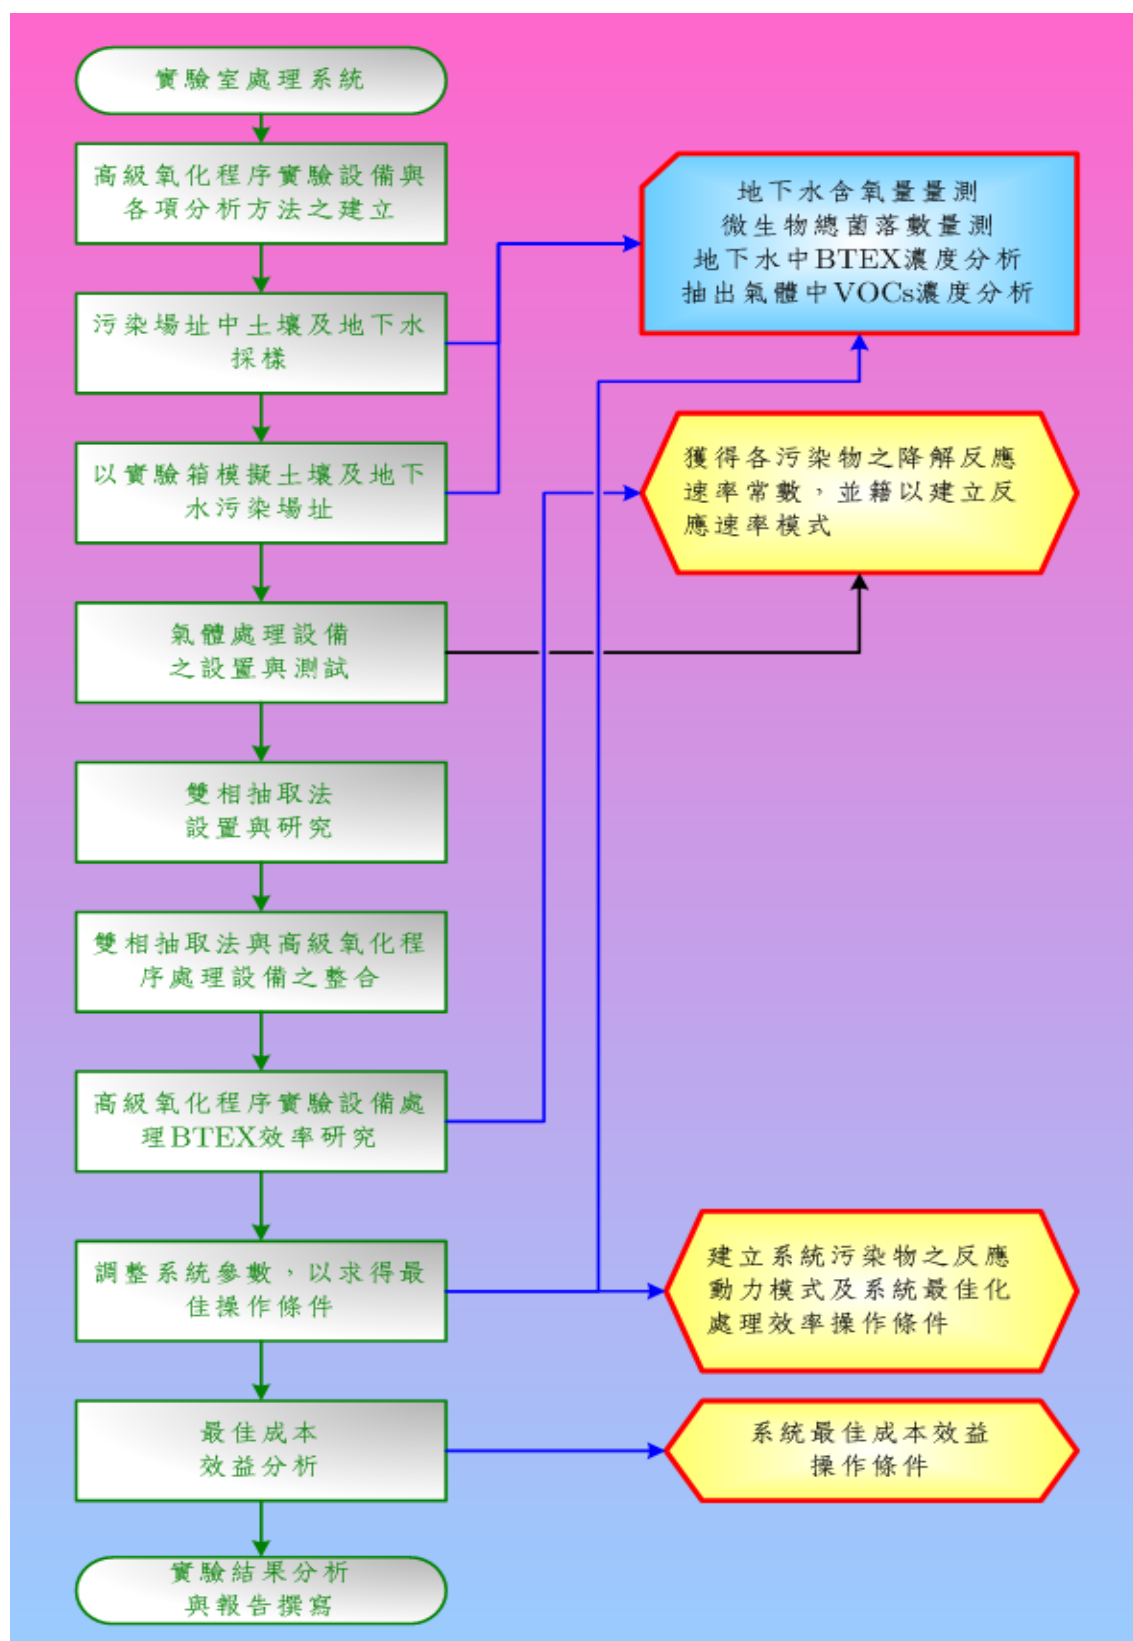 實驗室處理系統
高級氧化程序實驗設備與
各項分析方法之建立
污染場址中土壤及地下水
採樣
以實驗箱模擬土壤及地下
水污染場址
氣體處理設備
之設置與測試
雙相抽取法
設置與研究
雙相抽取法與高級氧化程
序處理設備之整合
高級氧化程序實驗設備處
理BTEX效率研究
調整系統參數，以求得最
佳操作條件
最佳成本
效益分析
實驗結果分析
與報告撰寫
地下水含氧量量測
微生物總菌落數量測
地下水中BTEX濃度分析
抽出氣體中VOCs濃度分析
獲得各污染物之降解反應
速率常數，並籍以建立反
應速率模式
建立系統污染物之反應
動力模式及系統最佳化
處理效率操作條件
系統最佳成本效益
操作條件